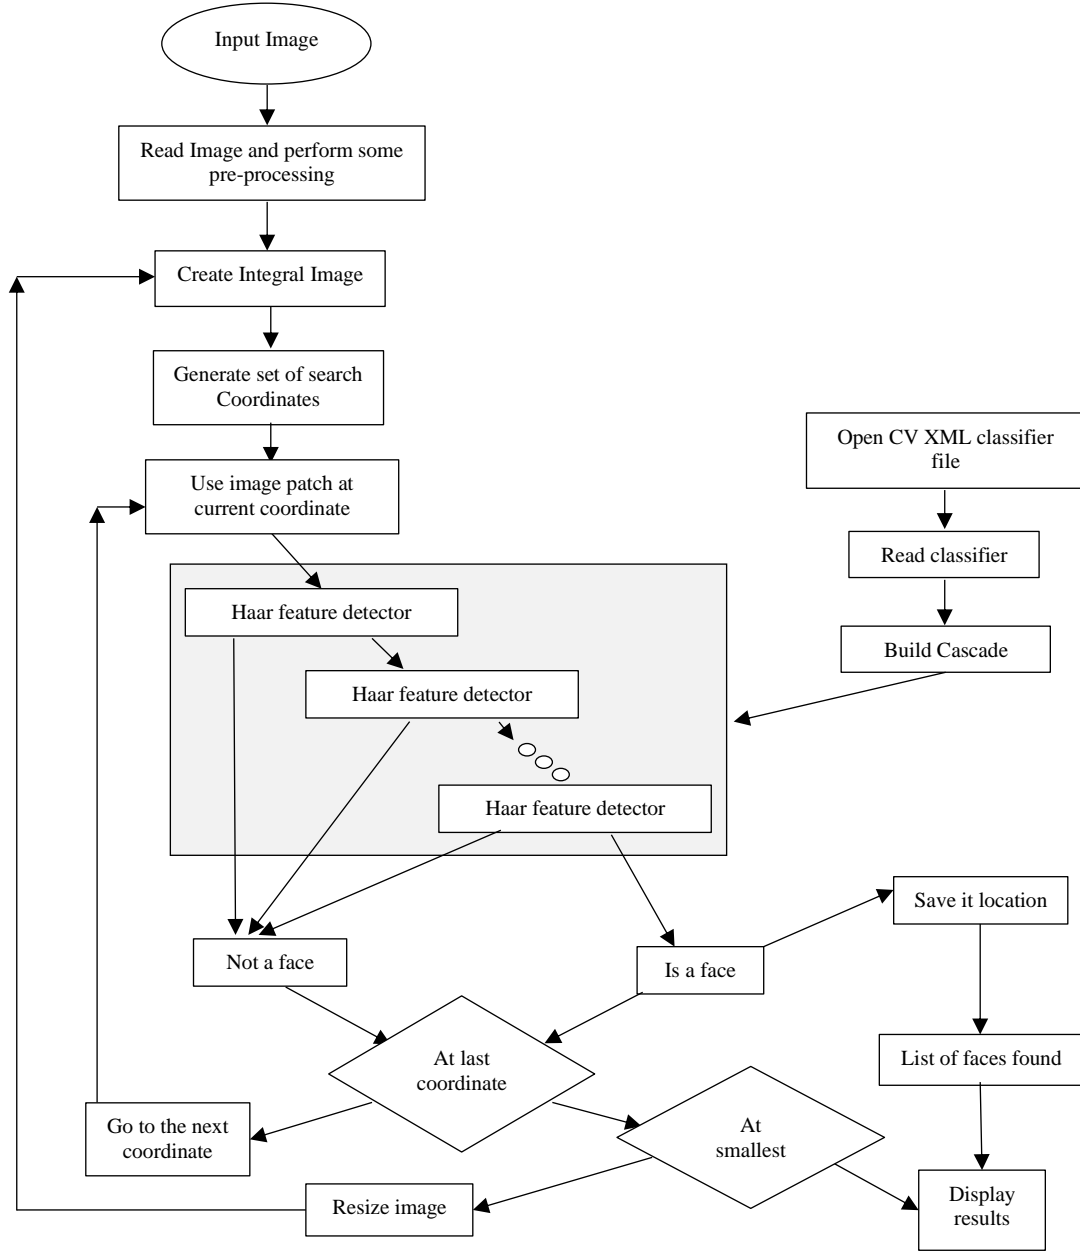 Input Image
Read Image and perform some
pre-processing
Create Integral Image
Generate set of search
Coordinates
Use image patch at
current coordinate
Open CV XML classifier
file
Read classifier
Build Cascade
Haar feature detector
Haar feature detector
Haar feature detector
Not a face
Is a face
Save it location
List of faces found
At last
coordinate
At
smallest
Go to the next
coordinate
Resize image
Display
results